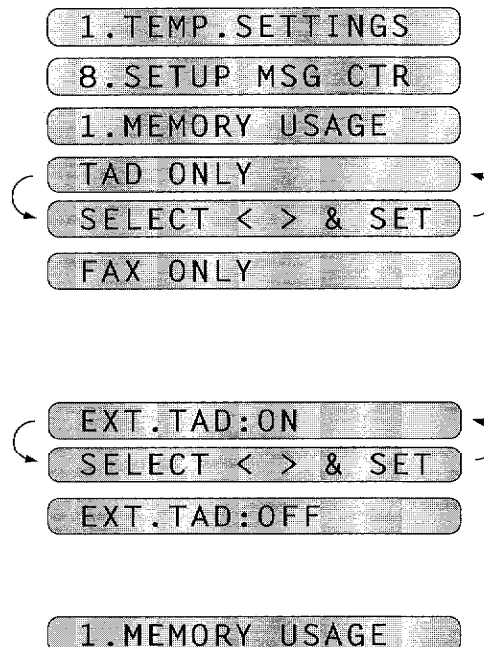 1.TEMP.SETTINGS
8.SETUP MSG CTR
1.MEMORY USAGE
TAD ONLY
SELECT < > & SET
FAX ONLY
EXT.TAD:ON
SELECT < > & SET
EXT.TAD:OFF
1.MEMORY USAGE